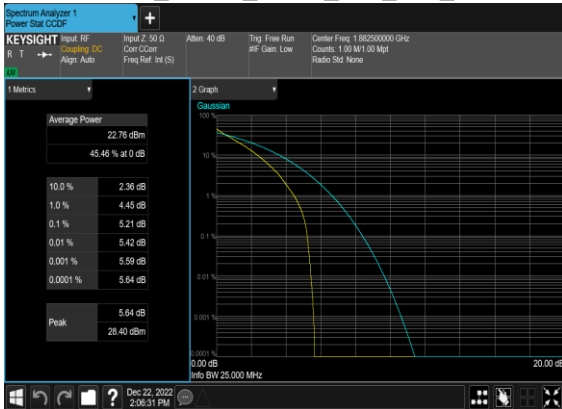 Spectrum Analyzer 1
Power Stat CCDF
KEYSIGHT
R T
LXI
Input: RF
Coupling: DC
Align: Auto
Input Z: 50 Ω
Corr CCorr
Freq Ref: Int (S)
Atten: 40 dB
Trig: Free Run
#IF Gain: Low
Center Freq: 1.882500000 GHz
Counts: 1.00 M/1.00 Mpt
Radio Std: None
1 Metrics
Average Power
22.76 dBm
45.46 % at 0 dB
10.0 % 2.36 dB
1.0 % 4.45 dB
0.1 % 5.21 dB
0.01 % 5.42 dB
0.001 % 5.59 dB
0.0001 % 5.64 dB
Peak
5.64 dB
28.40 dBm
2 Graph
Gaussian
100 %
10 %
1 %
0.1 %
0.01 %
0.001 %
0.0001 %
0.00 dB
20.00 dB
Info BW 25.000 MHz
?
Dec 22, 2022
2:06:31 PM